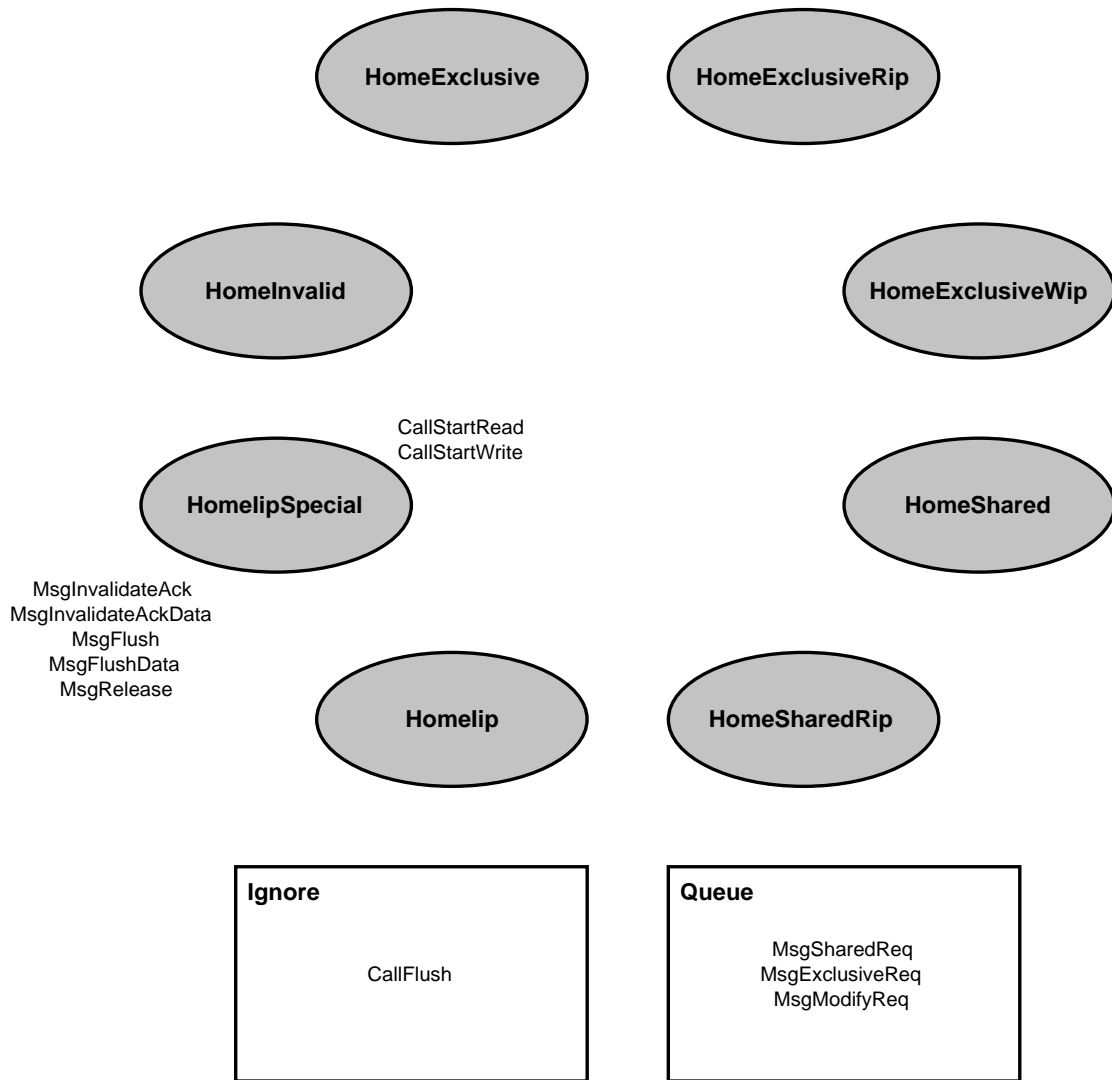 HomeExclusive
HomeExclusiveRip
HomeInvalid
HomeExclusiveWip
CallStartRead
CallStartWrite
HomeIipSpecial
HomeShared
MsgInvalidateAck
MsgInvalidateAckData
MsgFlush
MsgFlushData
MsgRelease
HomeIip
HomeSharedRip
Ignore
CallFlush
Queue
MsgSharedReq
MsgExclusiveReq
MsgModifyReq